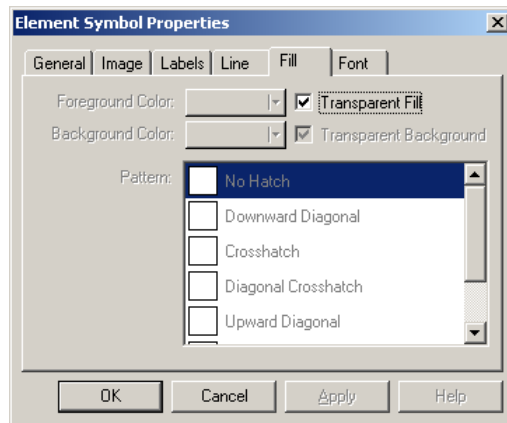 Element Symbol Properties
General Image Labels Line Fill Font
Foreground Color: Transparent Fill
Background Color: Transparent Background
Pattern: No Hatch
Downward Diagonal
Crosshatch
Diagonal Crosshatch
Upward Diagonal
OK Cancel Apply Help